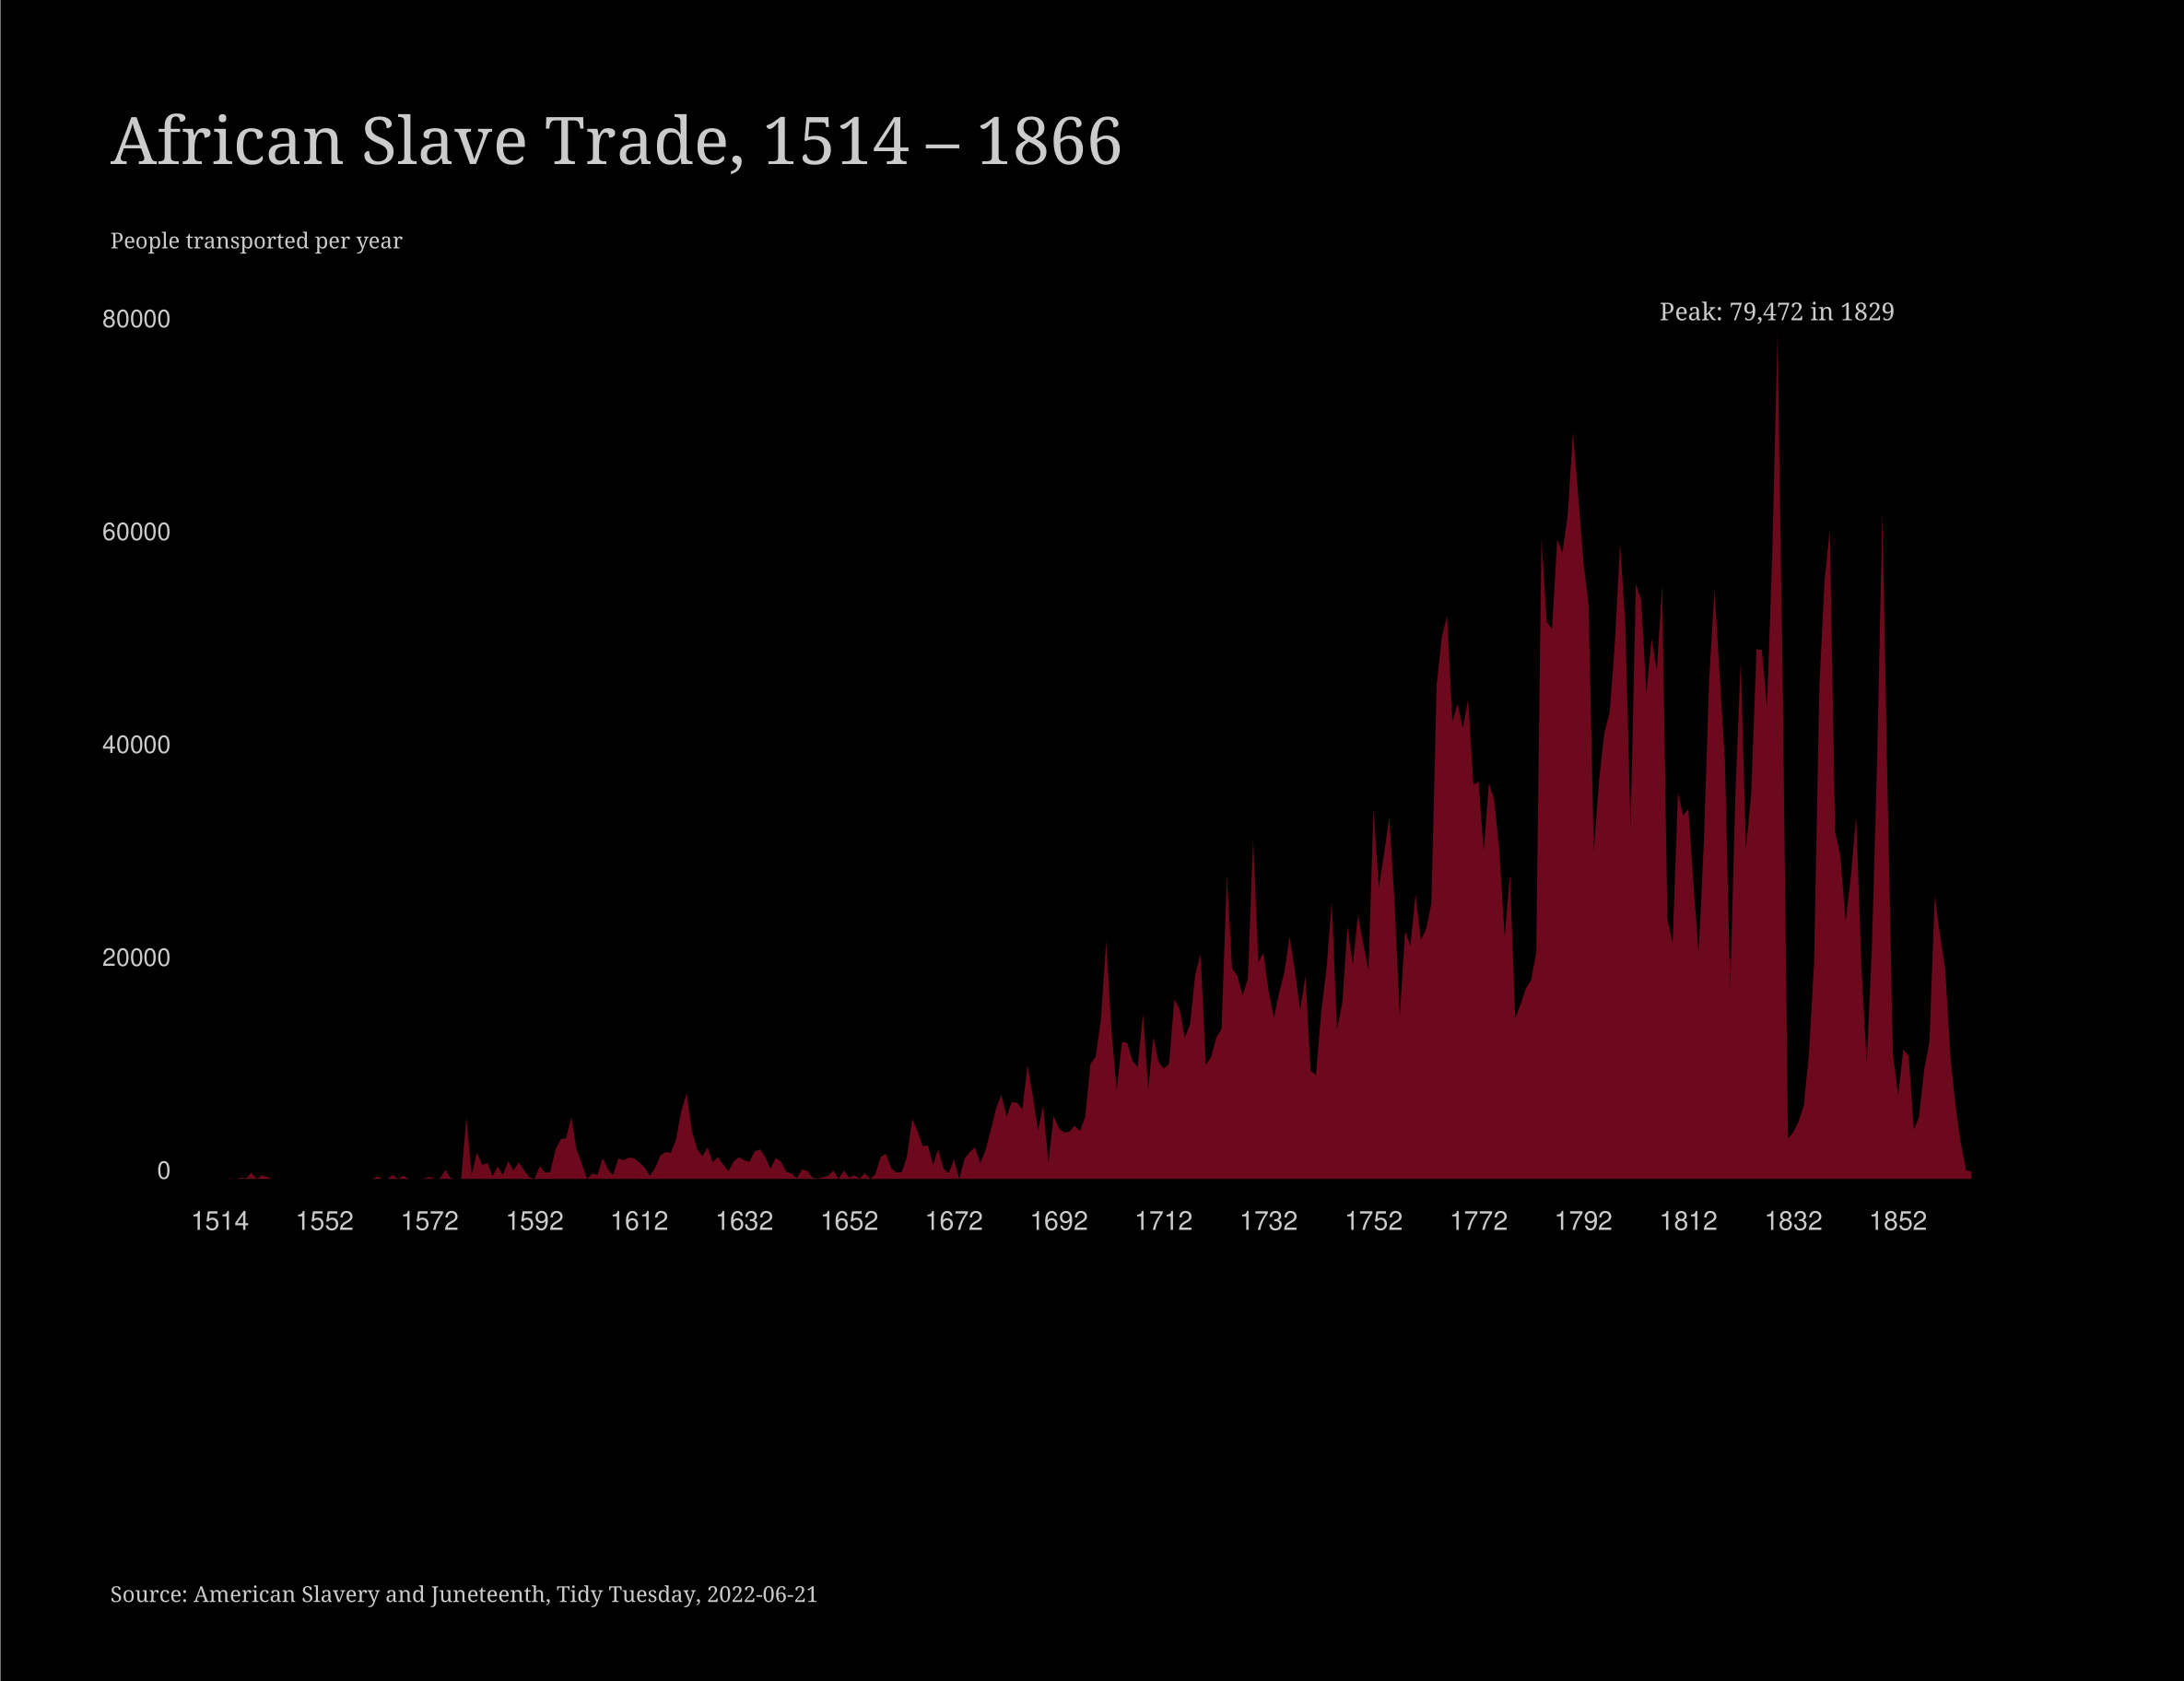 African Slave Trade, 1514 – 1866
People transported per year
Peak: 79,472 in 1829
80000
60000
40000
20000
0
1514 1552 1572 1592 1612 1632 1652 1672 1692 1712 1732 1752 1772 1792 1812 1832 1852
Source: American Slavery and Juneteenth, Tidy Tuesday, 2022-06-21